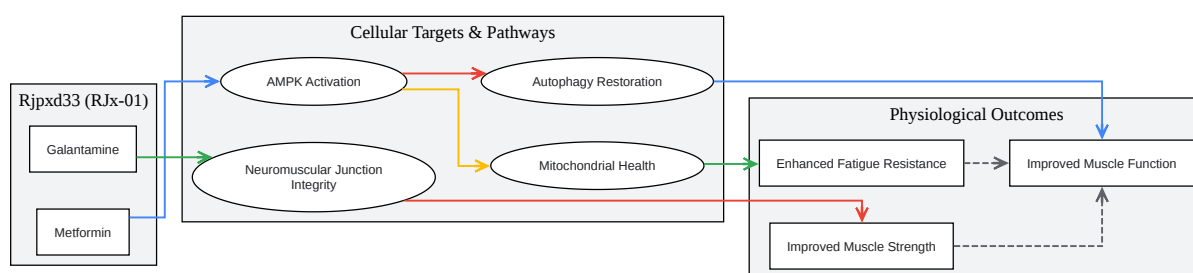 Rjpxd33 (RJx-01)
Galantamine
Metformin
Cellular Targets & Pathways
AMPK Activation
Autophagy Restoration
Neuromuscular Junction
Integrity
Mitochondrial Health
Physiological Outcomes
Enhanced Fatigue Resistance
Improved Muscle Function
Improved Muscle Strength